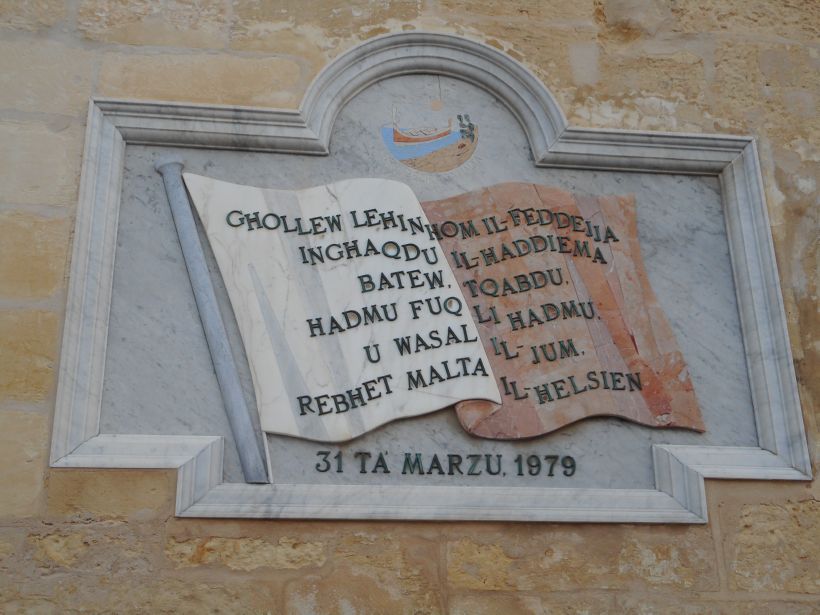 GHOLLEW LEHINHOM IL-FEDDEIJA
INGHAQDU IL-HADDIEMA
BATEW, TQABDU,
HADMU FUQ LI HADMU,
U WASAL IL-JUM,
REBHET MALTA IL-HELSIEN
31 TA' MARZU, 1979